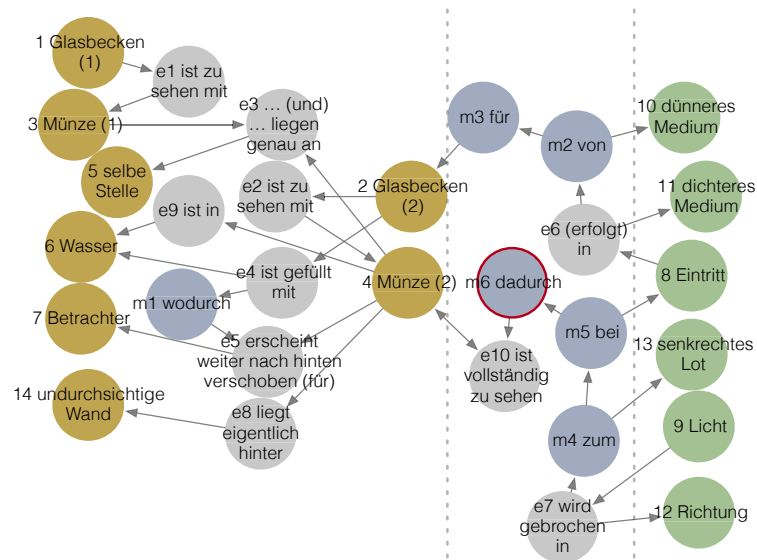 1 Glasbecken
(1)
e1 ist zu
sehen mit
3 Münze (1)
e3 … (und)
… liegen
genau an
5 selbe
Stelle
e2 ist zu
sehen mit
2 Glasbecken
(2)
e9 ist in
6 Wasser
e4 ist gefüllt
mit
4 Münze (2)
m1 wodurch
7 Betrachter
e5 erscheint
weiter nach hinten
verschoben (für)
14 undurchsichtige
Wand
e8 liegt
eigentlich
hinter
m3 für
m2 von
10 dünneres
Medium
11 dichteres
Medium
e6 (erfolgt)
in
8 Eintritt
m6 dadurch
m5 bei
13 senkrechtes
Lot
e10 ist
vollständig
zu sehen
m4 zum
9 Licht
e7 wird
gebrochen
in
12 Richtung